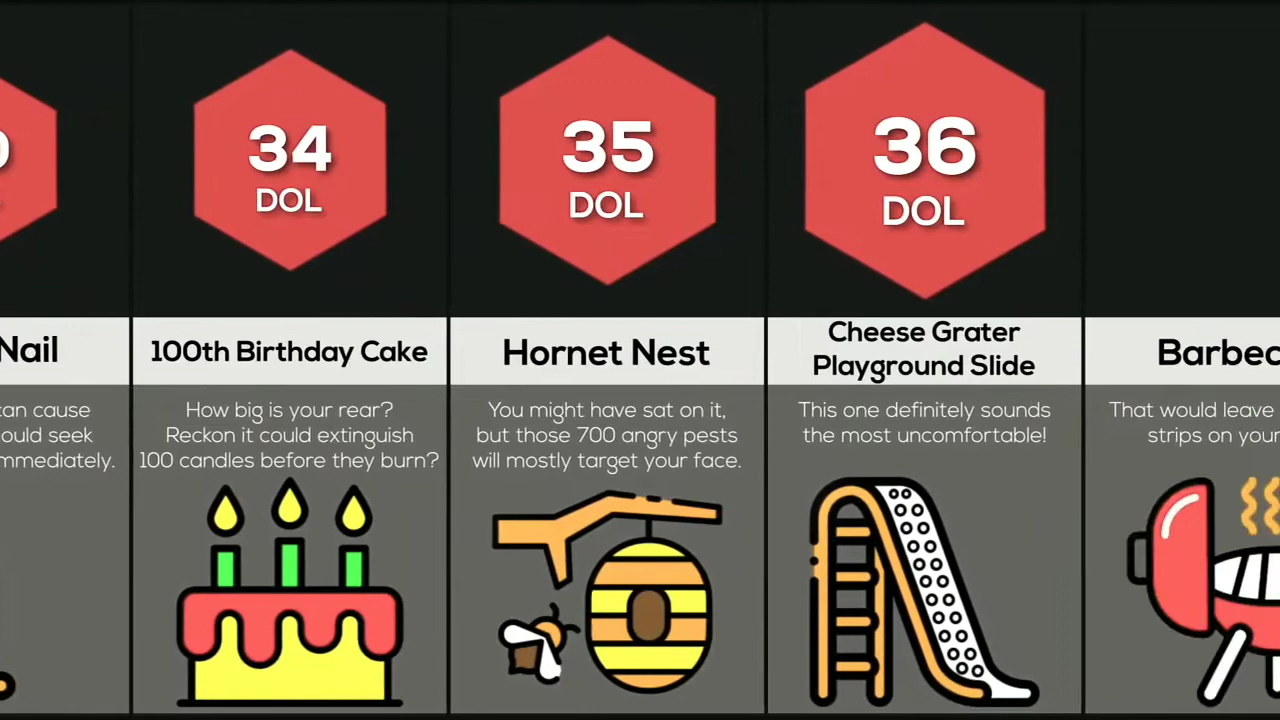 34
DOL
35
DOL
36
DOL
Nail
100th Birthday Cake
Hornet Nest
Cheese Grater
Playground Slide
Barbec
can cause
ould seek
mmediately.
How big is your rear?
Reckon it could extinguish
100 candles before they burn?
You might have sat on it,
but those 700 angry pests
will mostly target your face.
This one definitely sounds
the most uncomfortable!
That would leave
strips on your